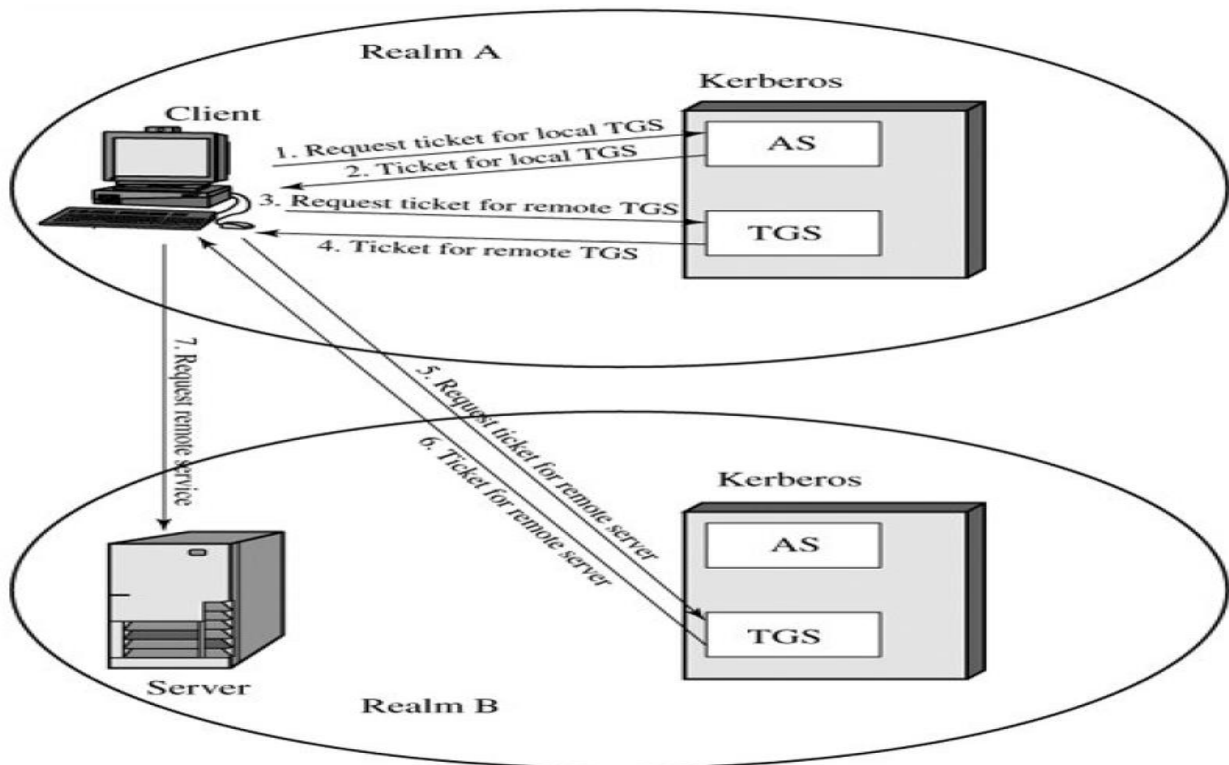 Realm A
Kerberos
Client
AS
1. Request ticket for local TGS
2. Ticket for local TGS
3. Request ticket for remote TGS
TGS
4. Ticket for remote TGS
7. Request remote service
5. Request ticket for remote server
6. Ticket for remote server
Kerberos
AS
TGS
Server
Realm B